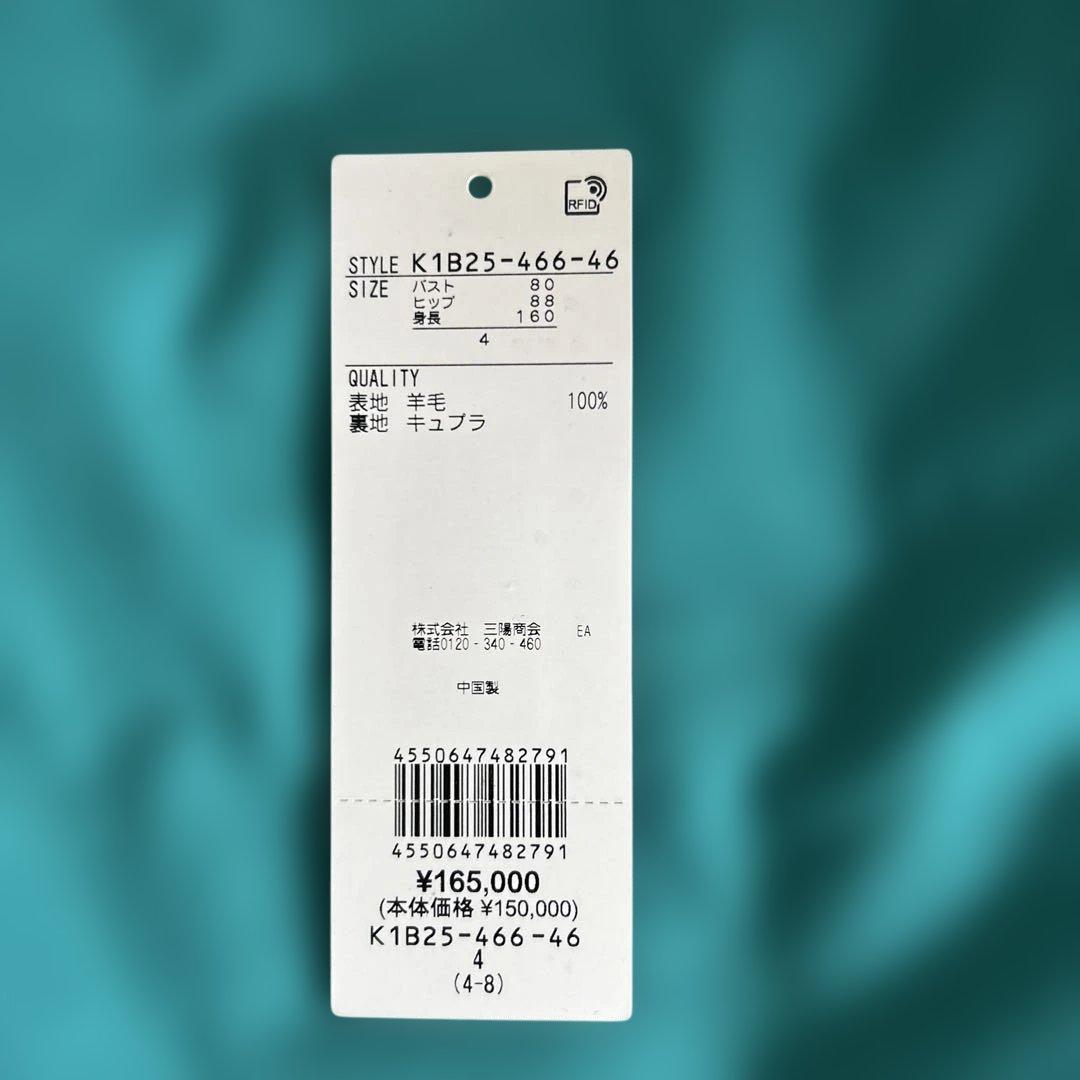 RFID
STYLE K1B25-466-46
SIZE バスト 80
ヒップ 88
身長 160
4
QUALITY
表地 羊毛 100%
裏地 キュプラ
株式会社 三陽商会 EA
電話0120-340-460
中国製
4550647482791
4550647482791
¥165,000
(本体価格 ¥150,000)
K1B25-466-46
4
(4-8)